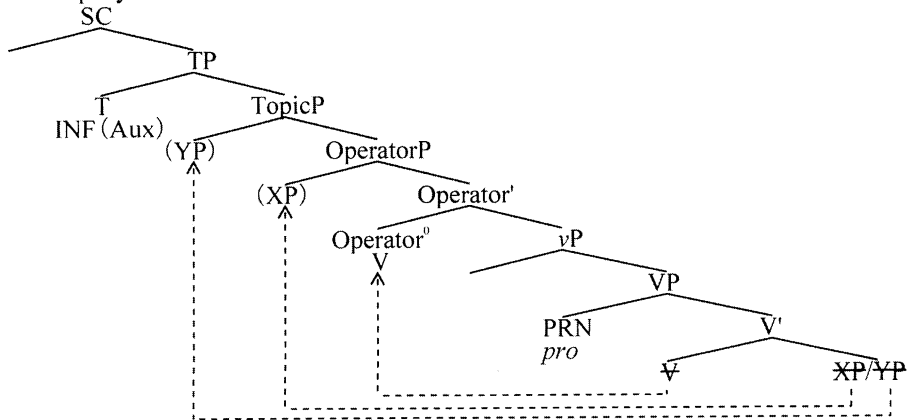 SC
TP
T TopicP
INF (Aux)
(YP) OperatorP
(XP) Operator'
Operator⁰ vP
V
VP
PRN V'
pro
V XP/YP